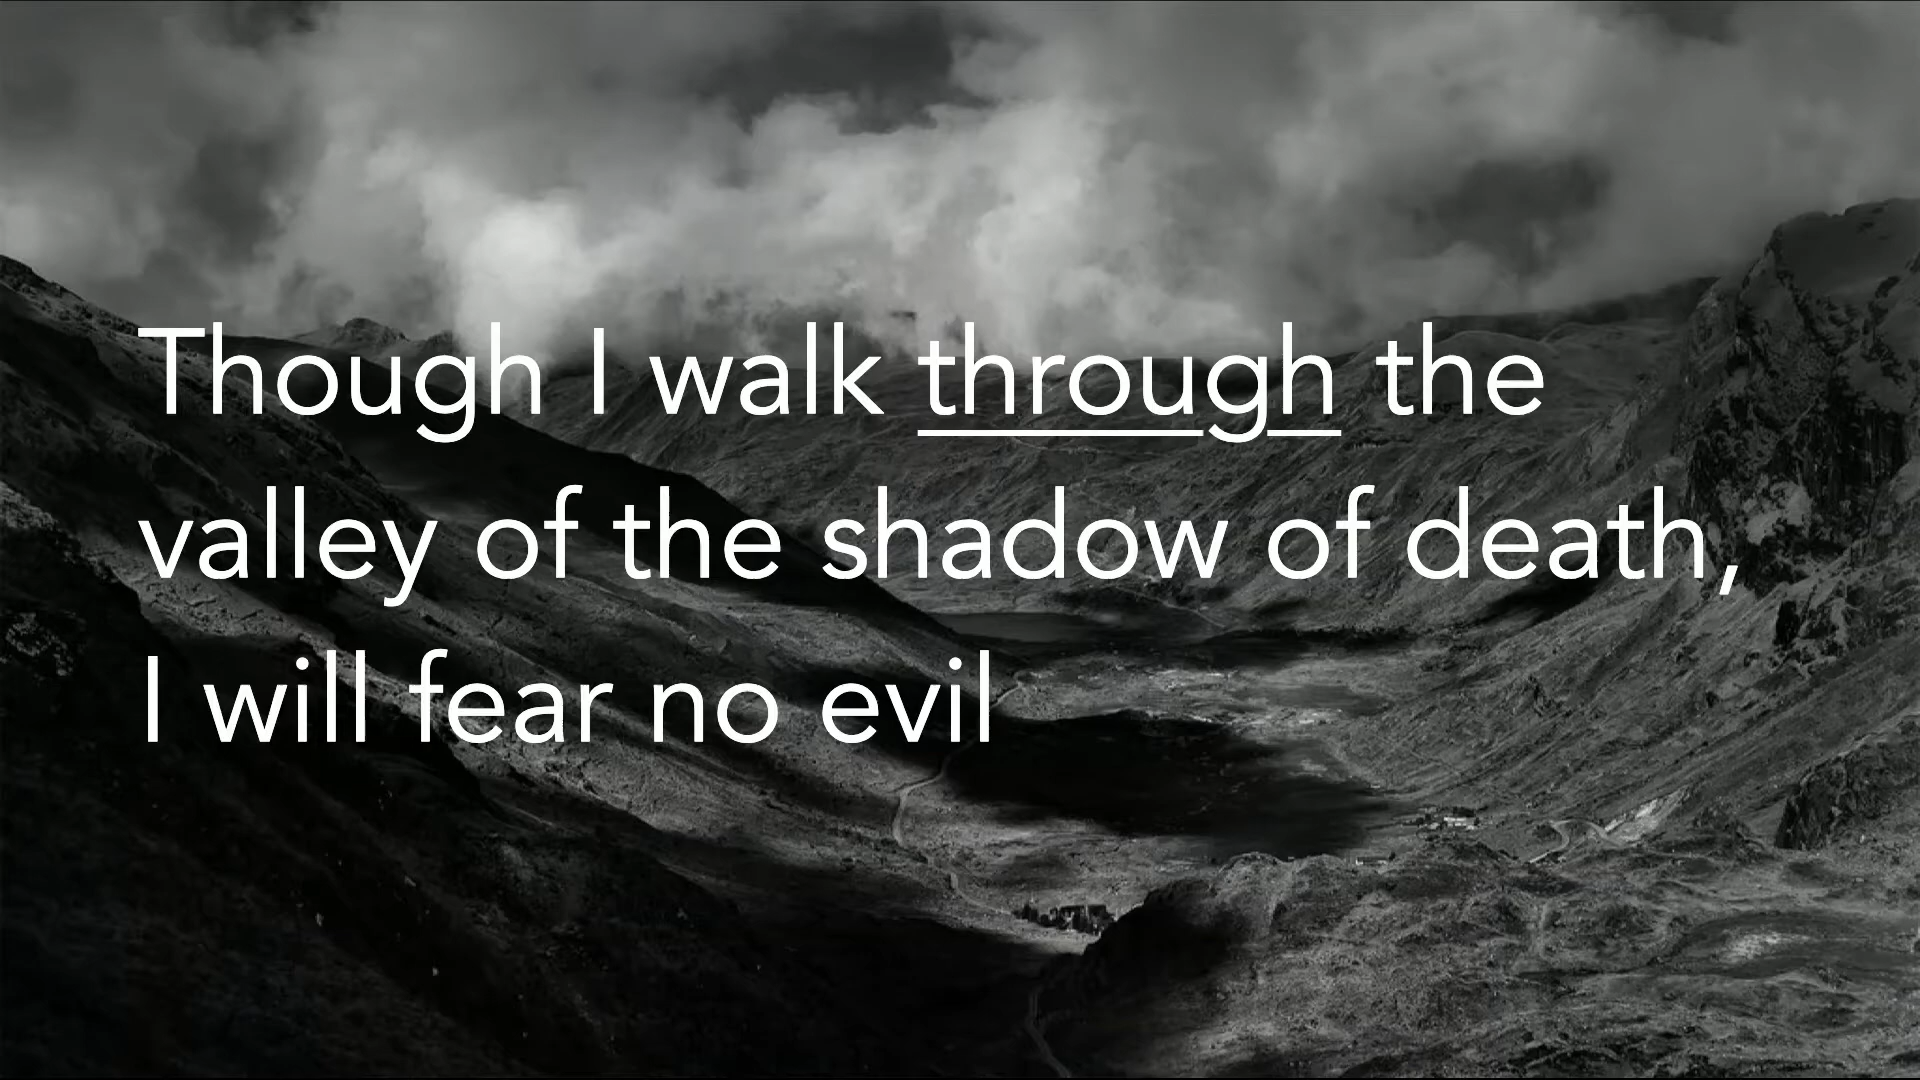 Though I walk through the
valley of the shadow of death,
I will fear no evil